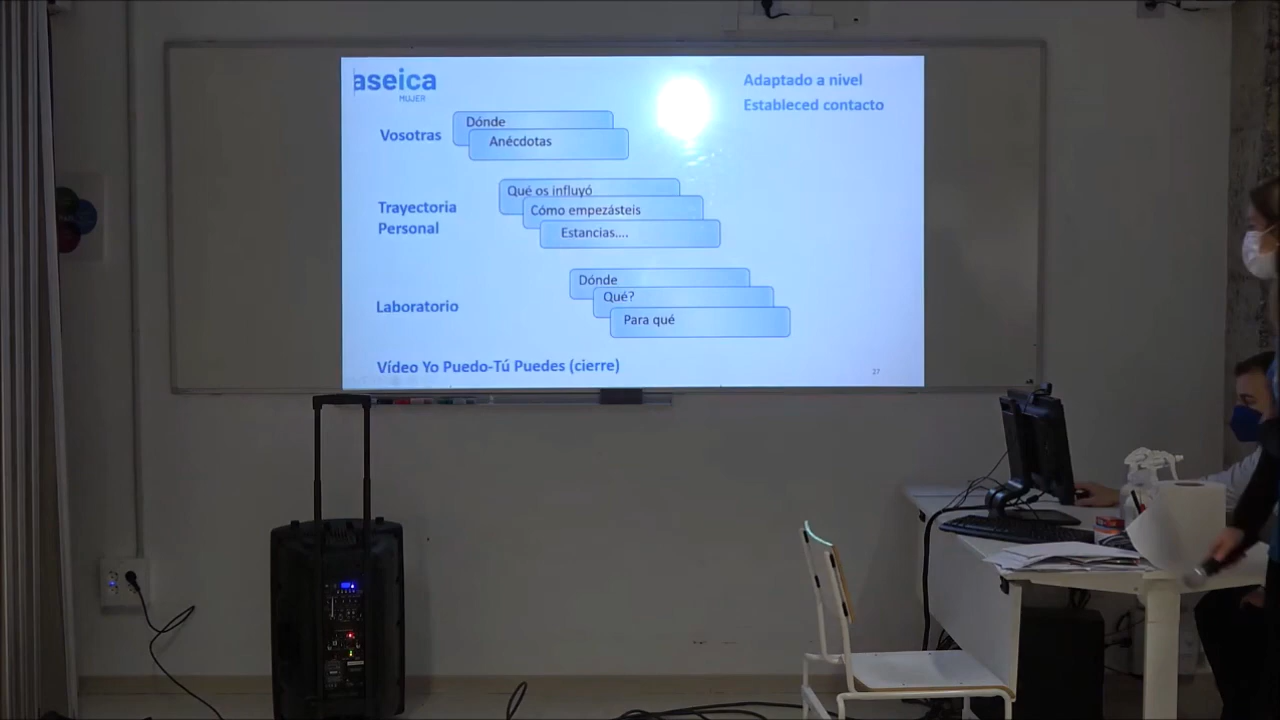 aseica
MUJER
Adaptado a nivel
Estableced contacto
Vosotras
Dónde
Anécdotas
Trayectoria
Personal
Qué os influyó
Cómo empezásteis
Estancias....
Laboratorio
Dónde
Qué?
Para qué
Vídeo Yo Puedo-Tú Puedes (cierre)
27